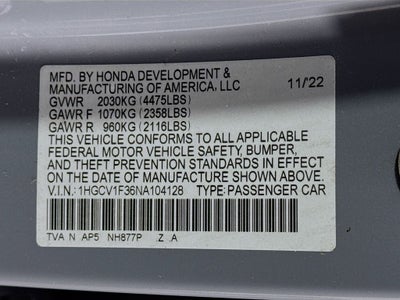 MFD. BY HONDA DEVELOPMENT &
MANUFACTURING OF AMERICA, LLC 11/22
GVWR 2030KG (4475LBS)
GAWR F 1070KG (2358LBS)
GAWR R 960KG (2116LBS)
THIS VEHICLE CONFORMS TO ALL APPLICABLE
FEDERAL MOTOR VEHICLE SAFETY, BUMPER,
AND THEFT PREVENTION STANDARDS IN EFFECT
ON THE DATE OF MANUFACTURE SHOWN ABOVE.
V.I.N.: 1HGCV1F36NA104128 TYPE: PASSENGER CAR
TVA N AP5 NH877P Z A